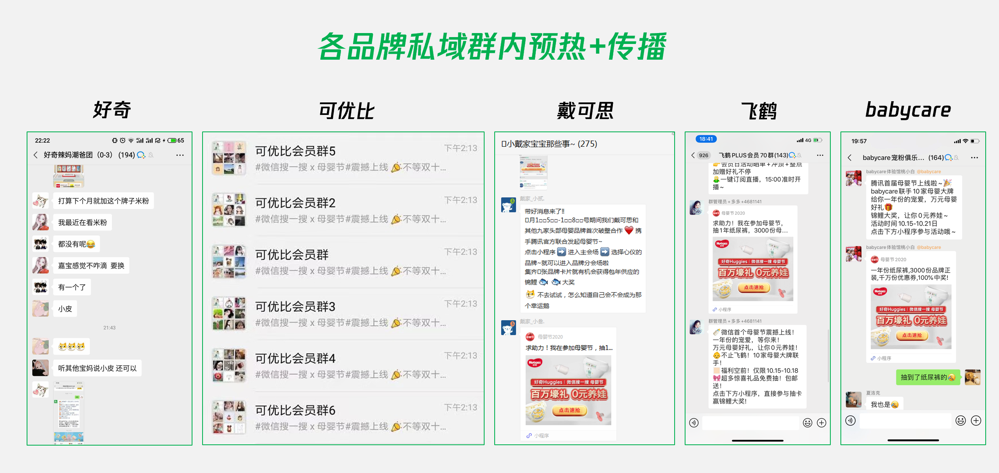 各品牌私域群内预热+传播
好奇
22:22
HD
65
好奇辣妈潮爸团（0-3）(194)
打算下个月就加这个牌子米粉
我最近在看米粉
都没有呢😂
嘉宝感觉不咋滴 要换
有一个了
小皮
21:43
听其他宝妈说小皮 还可以
可优比
可优比会员群5
下午2:13
#微信搜一搜 x 母婴节#震撼上线 🎉不等双十...
可优比会员群2
下午2:13
#微信搜一搜 x 母婴节#震撼上线 🎉不等双十...
可优比会员群
下午2:13
#微信搜一搜 x 母婴节#震撼上线 🎉不等双十...
可优比会员群3
下午2:13
#微信搜一搜 x 母婴节#震撼上线 🎉不等双十...
可优比会员群4
下午2:13
#微信搜一搜 x 母婴节#震撼上线 🎉不等双十...
可优比会员群6
下午2:13
#微信搜一搜 x 母婴节#震撼上线 🎉不等双十...
戴可思
▯小戴家宝宝那些事~ (275)
戴家_小贰.
带好消息来了!!
▯月1▯▯5▯▯-1▯▯8▯▯号期间我们戴可思和
其他九家头部母婴品牌首次破壁合作❤️携
手腾讯官方联合发起母婴节~
点击小程序➡️进入主会场➡️选择心仪的
品牌~就可以进入品牌分会场啦
集齐▯张品牌卡片就有机会获得包年供应的
锦鲤🐟🐟大奖
不去试试，怎么知道自己会不会成为那
个幸运鹅
戴家_小叁.
母婴节2020
求助力！我在参加母婴节，抽1...
HUGGIES
好奇
好奇Huggies | 微信搜一搜 母婴节
百万壕礼 0元养娃
点击速抢
小程序
飞鹤
18:41
4G
926
飞鹤PLUS会员70群(143)
👉会员日活动晒单+冲顶+整点
加赠好礼不停
一键订阅直播，15:00准时开
播~
群管理员+多多+4681141
母婴节2020
求助力！我在参加母婴节，
抽1年纸尿裤，3000份母...
HUGGIES
好奇
好奇Huggies | 微信搜一搜 母婴节
百万壕礼 0元养娃
点击速抢
小程序
群管理员+多多+4681141
🍼微信首个母婴节震撼上线！
一年份的宠爱，等你来！
万元母婴好礼，让你0元养娃！
👶不止飞鹤！10家母婴大牌联
手！
福利空前！仅限10.15-10.18
🎀超多惊喜礼品免费抽！包邮
送！
点击下方小程序，直接参与抽卡
赢锦鲤大奖!
babycare
19:57
babycare宠粉俱乐... (164)
babycare体验馆桃小白 @babycare
腾讯首届母婴节上线啦~🎉
babycare联手10家母婴大牌
给你一年份的宠爱，万元母婴
好礼🎁
锦鲤大奖，让你0元养娃~
活动时间10.15-10.21日
点击下方小程序参与活动哦~
babycare体验馆桃小白 @babycare
母婴节2020
一年份纸尿裤,3000份品牌正
装,千万份优惠券,100%中奖!
HUGGIES
好奇
好奇Huggies | 微信搜一搜 母婴节
百万壕礼 0元养娃
点击速抢
小程序
抽到了纸尿裤的
夏洛克
我也是